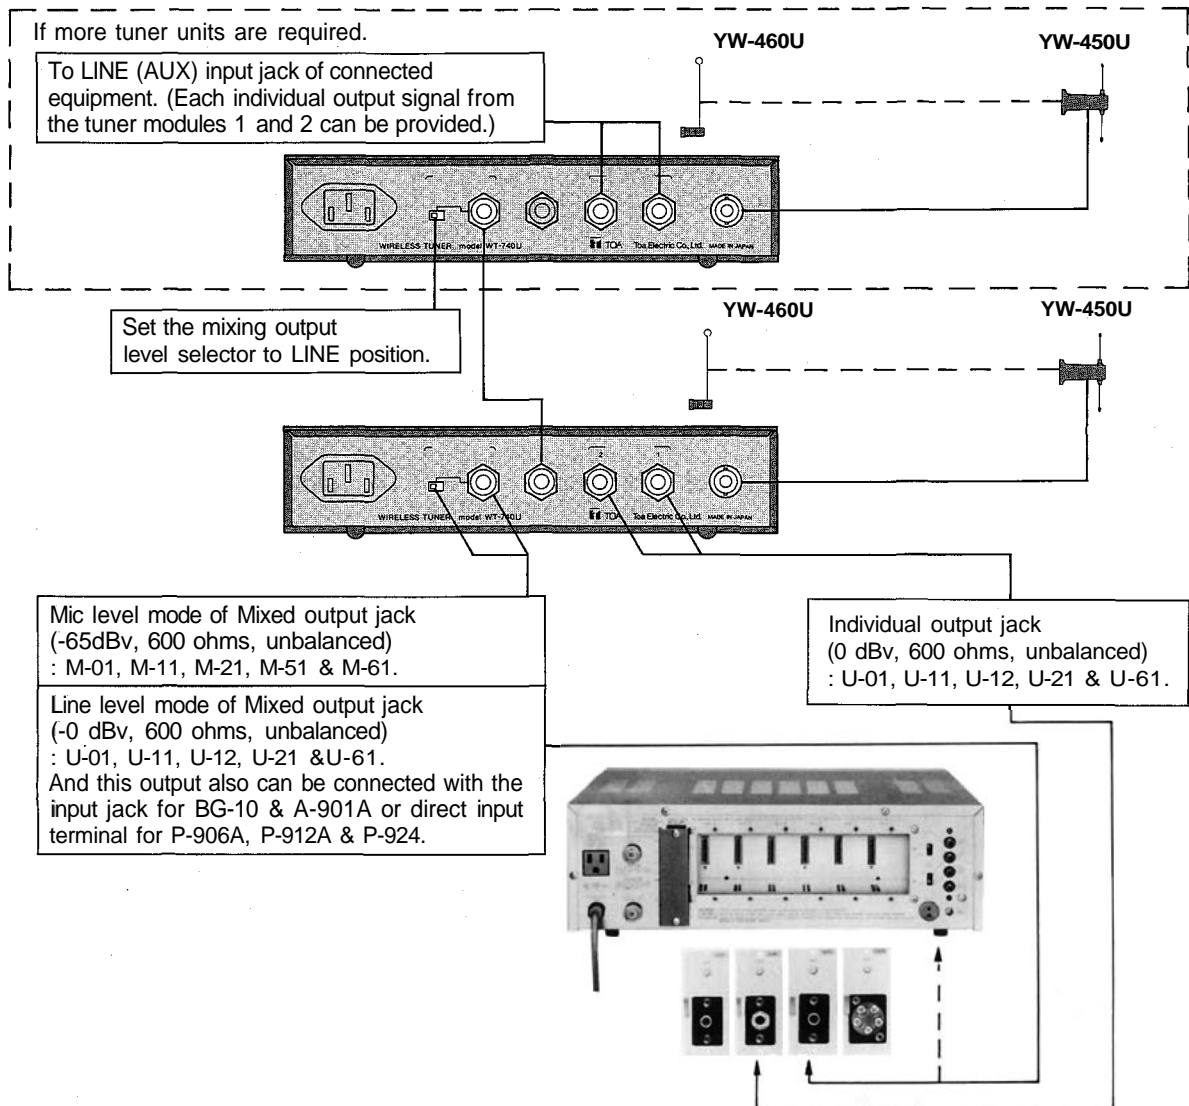 If more tuner units are required.
To LINE (AUX) input jack of connected
equipment. (Each individual output signal from
the tuner modules 1 and 2 can be provided.)
YW-460U
YW-450U
WIRELESS TUNER model WT-740U
TOA Toa Electric Co., Ltd. MADE IN JAPAN
Set the mixing output
level selector to LINE position.
YW-460U
YW-450U
2
1
WIRELESS TUNER model WT-740U
TOA Toa Electric Co., Ltd. MADE IN JAPAN
Mic level mode of Mixed output jack
(-65dBv, 600 ohms, unbalanced)
: M-01, M-11, M-21, M-51 & M-61.
Line level mode of Mixed output jack
(-0 dBv, 600 ohms, unbalanced)
: U-01, U-11, U-12, U-21 &U-61.
And this output also can be connected with the
input jack for BG-10 & A-901A or direct input
terminal for P-906A, P-912A & P-924.
Individual output jack
(0 dBv, 600 ohms, unbalanced)
: U-01, U-11, U-12, U-21 & U-61.